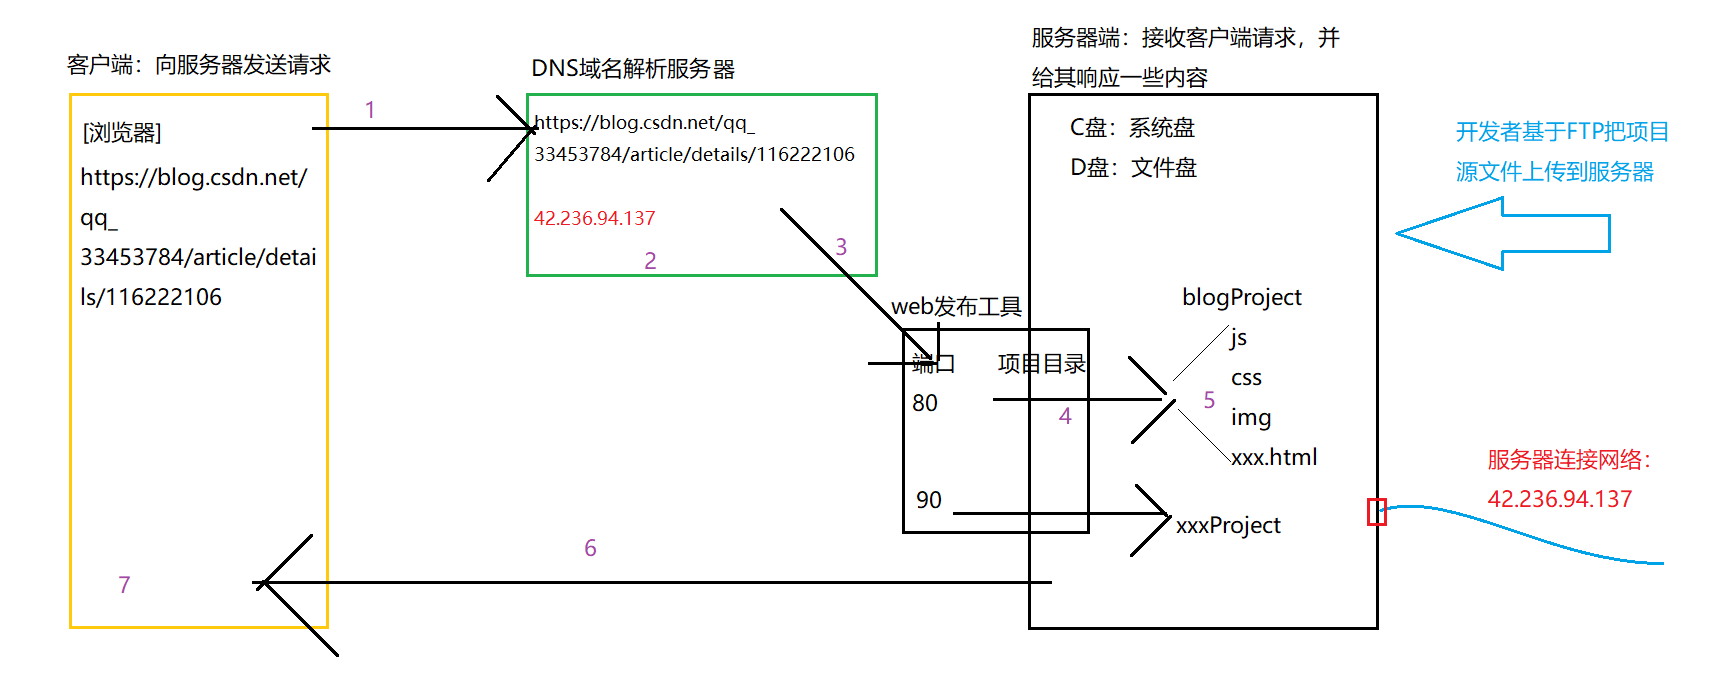 客户端：向服务器发送请求
[浏览器]
https://blog.csdn.net/
qq_
33453784/article/detai
ls/116222106
1
DNS域名解析服务器
https://blog.csdn.net/qq_
33453784/article/details/116222106
42.236.94.137
2
3
服务器端：接收客户端请求，并
给其响应一些内容
C盘：系统盘
D盘：文件盘
web发布工具
端口 项目目录
80
4
90
blogProject
js
css
5
img
xxx.html
xxxProject
开发者基于FTP把项目
源文件上传到服务器
服务器连接网络：
42.236.94.137
6
7